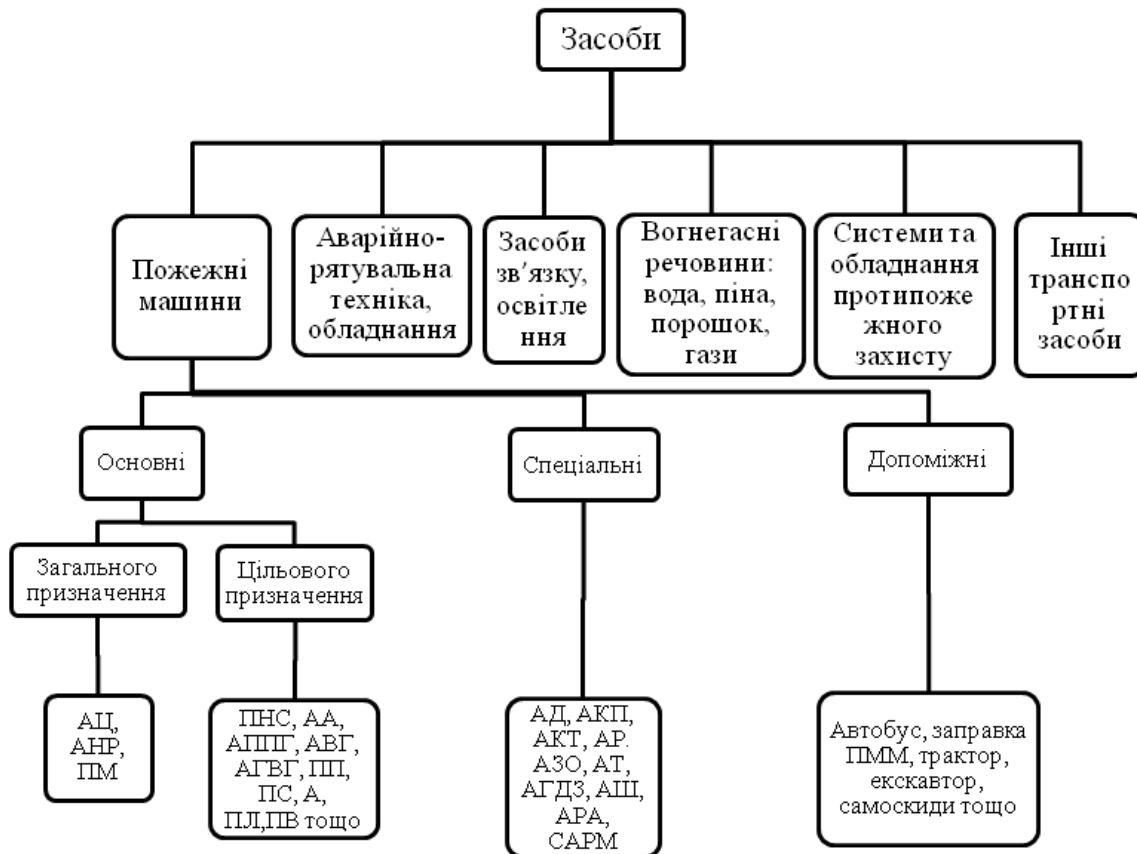 Засоби
Пожежні
машини
Аварійно-
рятувальна
техніка,
обладнання
Засоби
зв′язку,
освітле
ння
Вогнегасні
речовини:
вода, піна,
порошок,
гази
Системи та
обладнання
протипоже
жного
захисту
Інші
транспо
ртні
засоби
Основні
Спеціальні
Допоміжні
Загального
призначення
Цільового
призначення
АЦ,
АНР,
ПМ
ПНС, АА,
АППГ, АВГ,
АГВГ, ПП,
ПС, А,
ПЛ,ПВ тощо
АД, АКП,
АКТ, АР.
АЗО, АТ,
АГДЗ, АШ,
АРА,
САРМ
Автобус, заправка
ПММ, трактор,
екскавтор,
самоскиди тощо